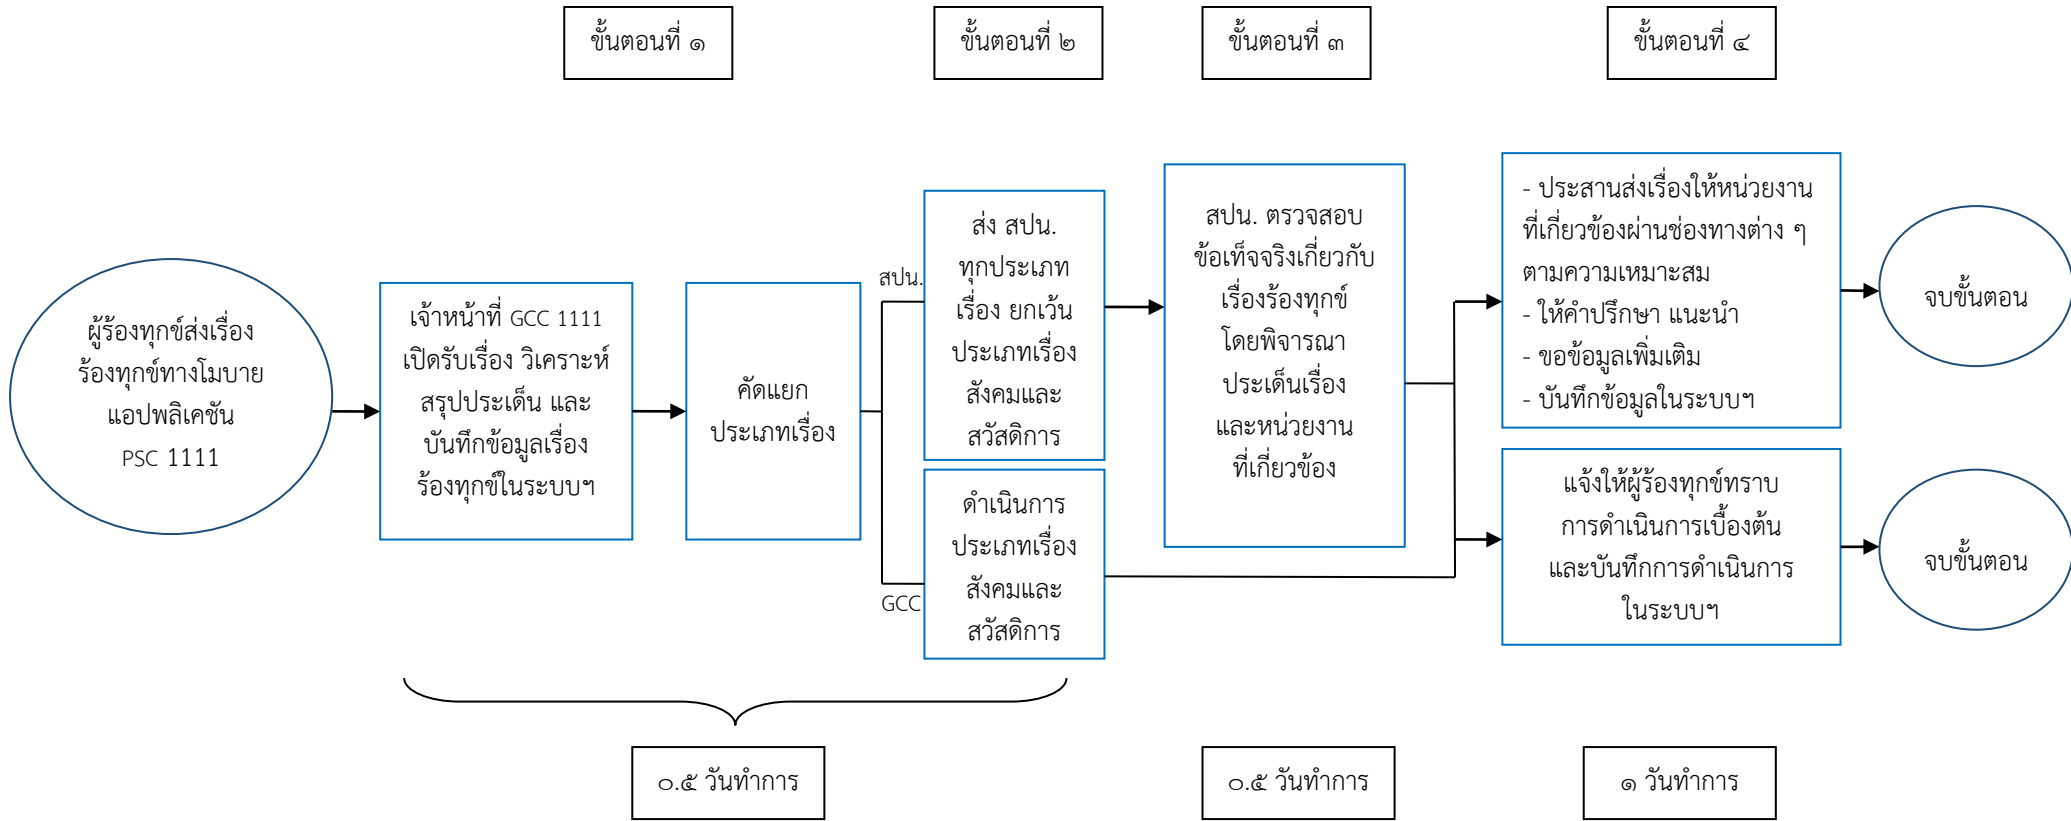 ขั้นตอนที่ ๑
ขั้นตอนที่ ๒
ขั้นตอนที่ ๓
ขั้นตอนที่ ๔
ผู้ร้องทุกข์ส่งเรื่อง
ร้องทุกข์ทางโมบาย
แอปพลิเคชัน
PSC 1111
เจ้าหน้าที่ GCC 1111
เปิดรับเรื่อง วิเคราะห์
สรุปประเด็น และ
บันทึกข้อมูลเรื่อง
ร้องทุกข์ในระบบฯ
คัดแยก
ประเภทเรื่อง
สปน.
GCC
ส่ง สปน.
ทุกประเภท
เรื่อง ยกเว้น
ประเภทเรื่อง
สังคมและ
สวัสดิการ
ดำเนินการ
ประเภทเรื่อง
สังคมและ
สวัสดิการ
สปน. ตรวจสอบ
ข้อเท็จจริงเกี่ยวกับ
เรื่องร้องทุกข์
โดยพิจารณา
ประเด็นเรื่อง
และหน่วยงาน
ที่เกี่ยวข้อง
- ประสานส่งเรื่องให้หน่วยงาน
ที่เกี่ยวข้องผ่านช่องทางต่าง ๆ
ตามความเหมาะสม
- ให้คำปรึกษา แนะนำ
- ขอข้อมูลเพิ่มเติม
- บันทึกข้อมูลในระบบฯ
จบขั้นตอน
แจ้งให้ผู้ร้องทุกข์ทราบ
การดำเนินการเบื้องต้น
และบันทึกการดำเนินการ
ในระบบฯ
จบขั้นตอน
๐.๕ วันทำการ
๐.๕ วันทำการ
๑ วันทำการ